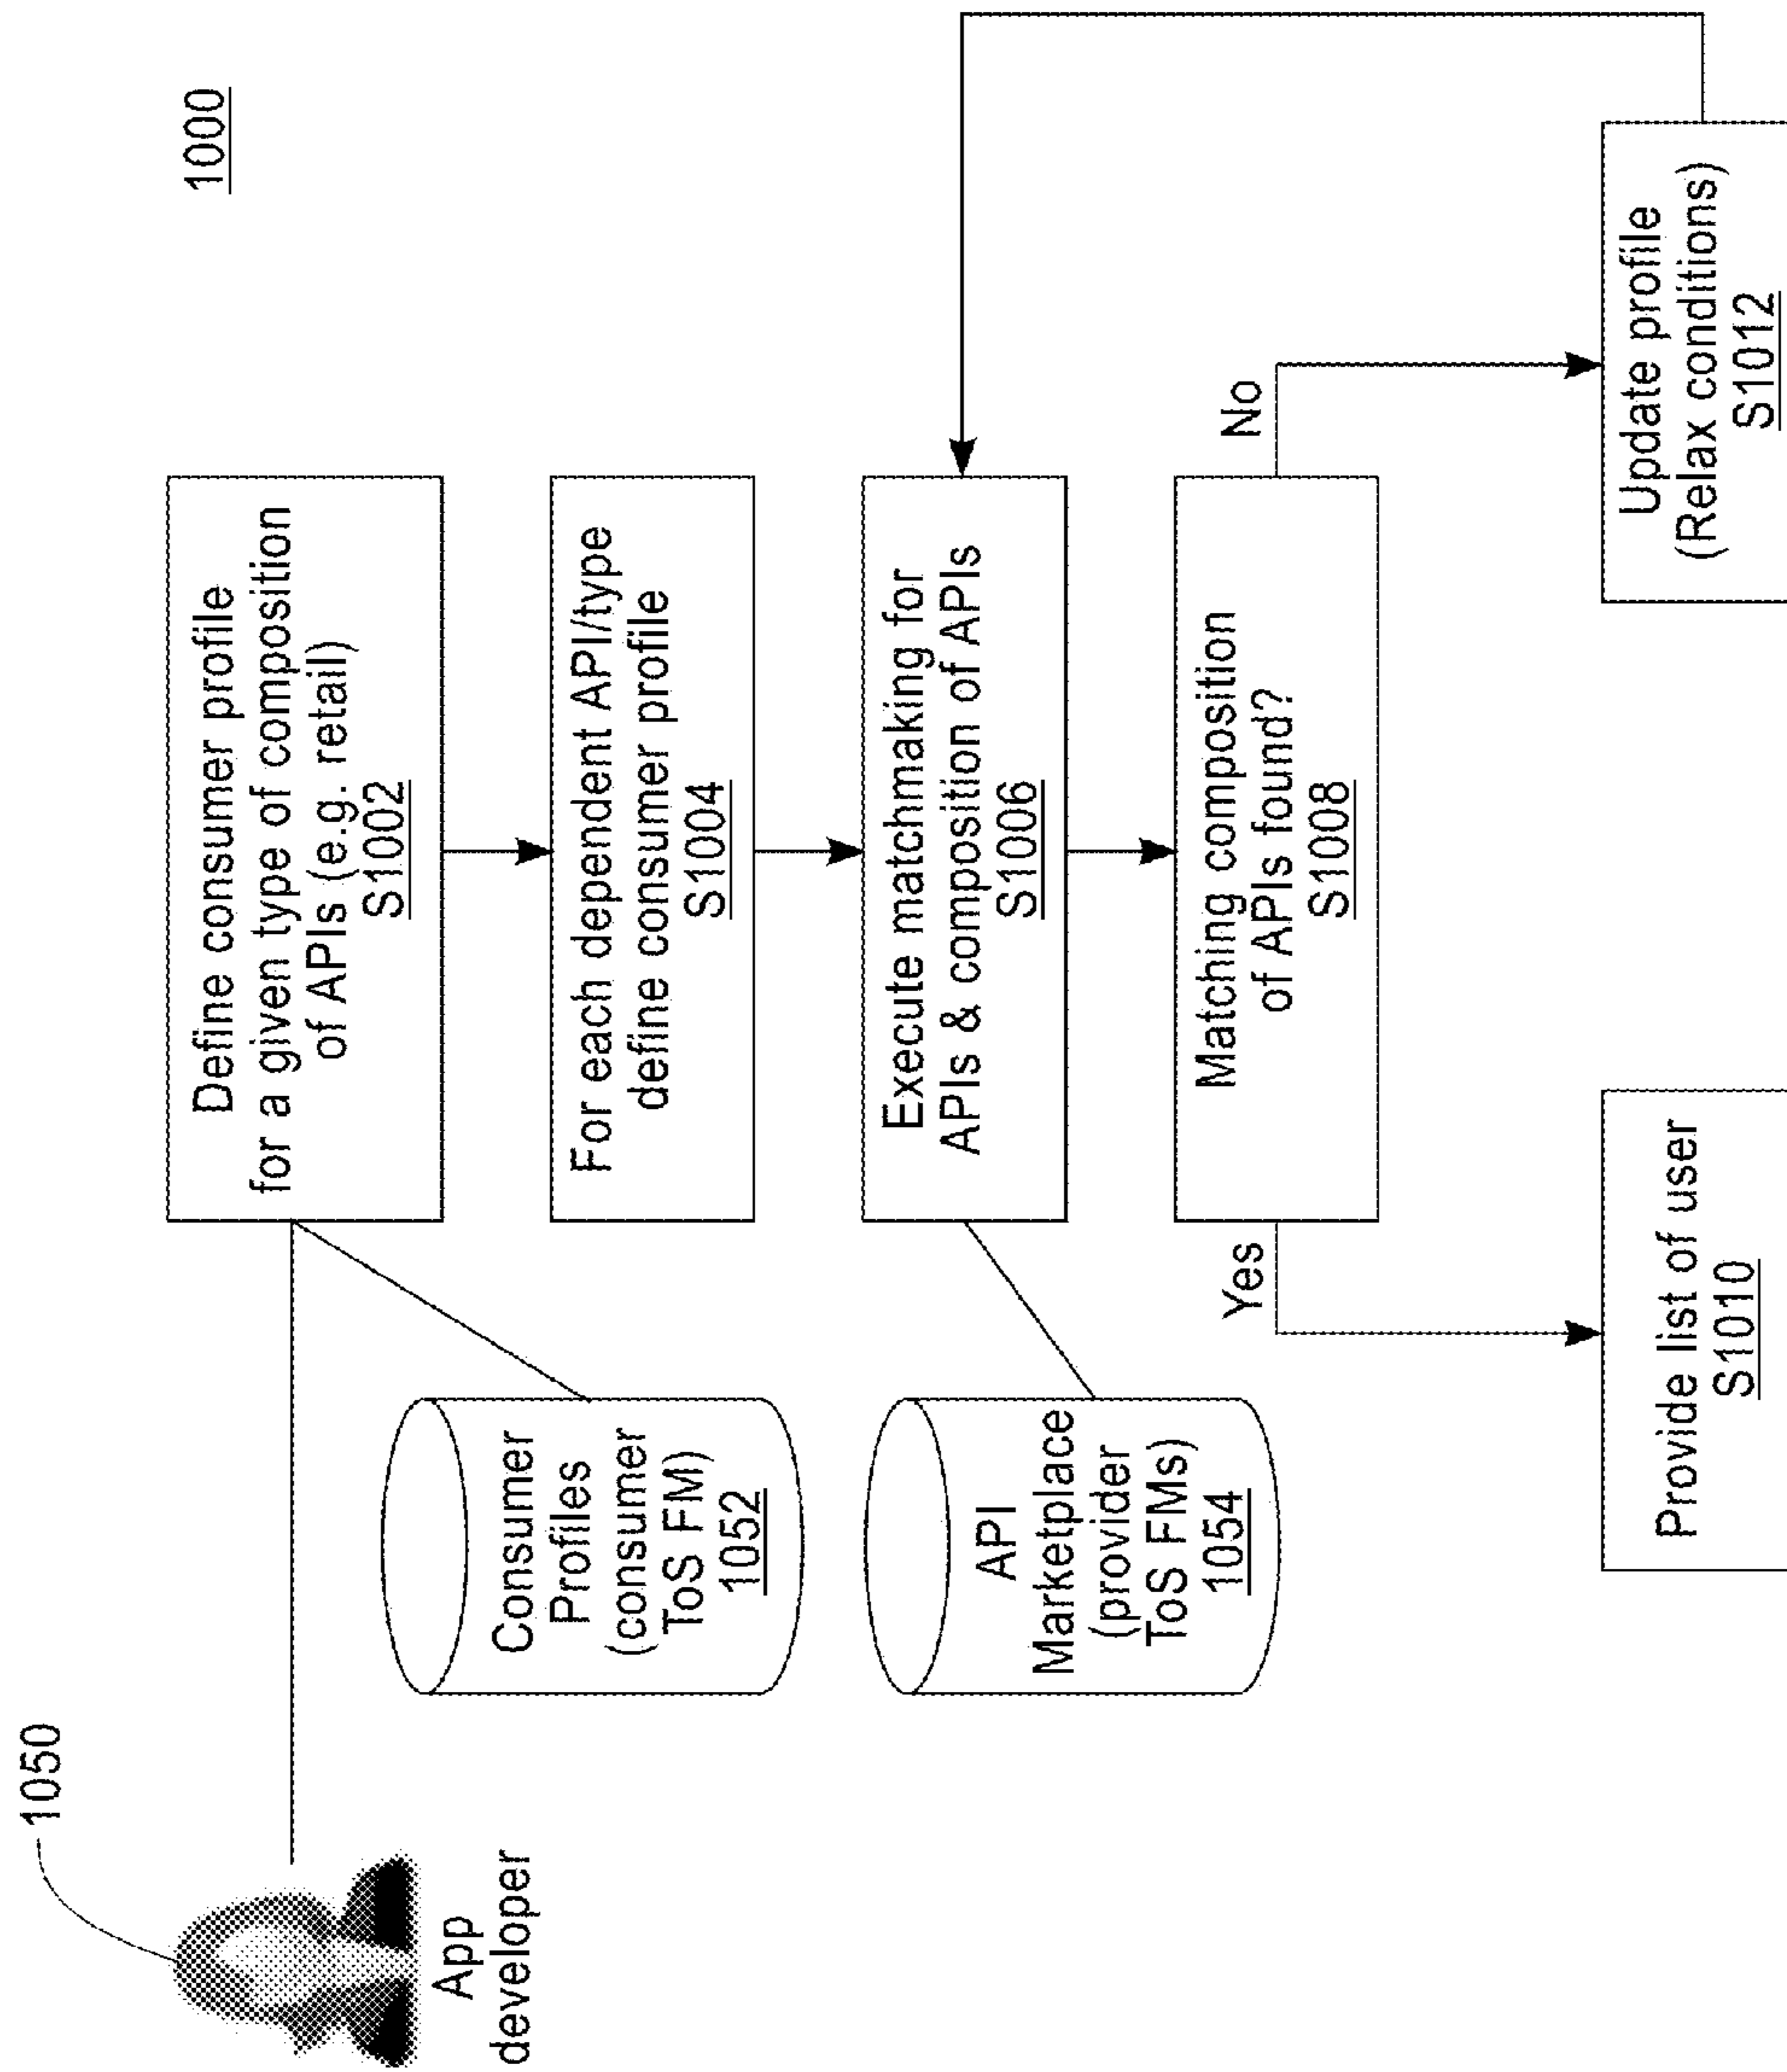 1000
1050
App
developer
Define consumer profile
for a given type of composition
of APIs (e.g. retail)
S1002
For each dependent API/type
define consumer profile
S1004
Consumer
Profiles
(consumer
ToS FM)
1052
Execute matchmaking for
APIs & composition of APIs
S1006
API
Marketplace
(provider
ToS FMs)
1054
Matching composition
of APIs found?
S1008
Yes
No
Provide list of user
S1010
Update profile
(Relax conditions)
S1012